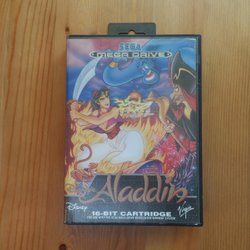 SEGA
MEGA DRIVE
Aladdin
Disney
16-BIT CARTRIDGE
Virgin